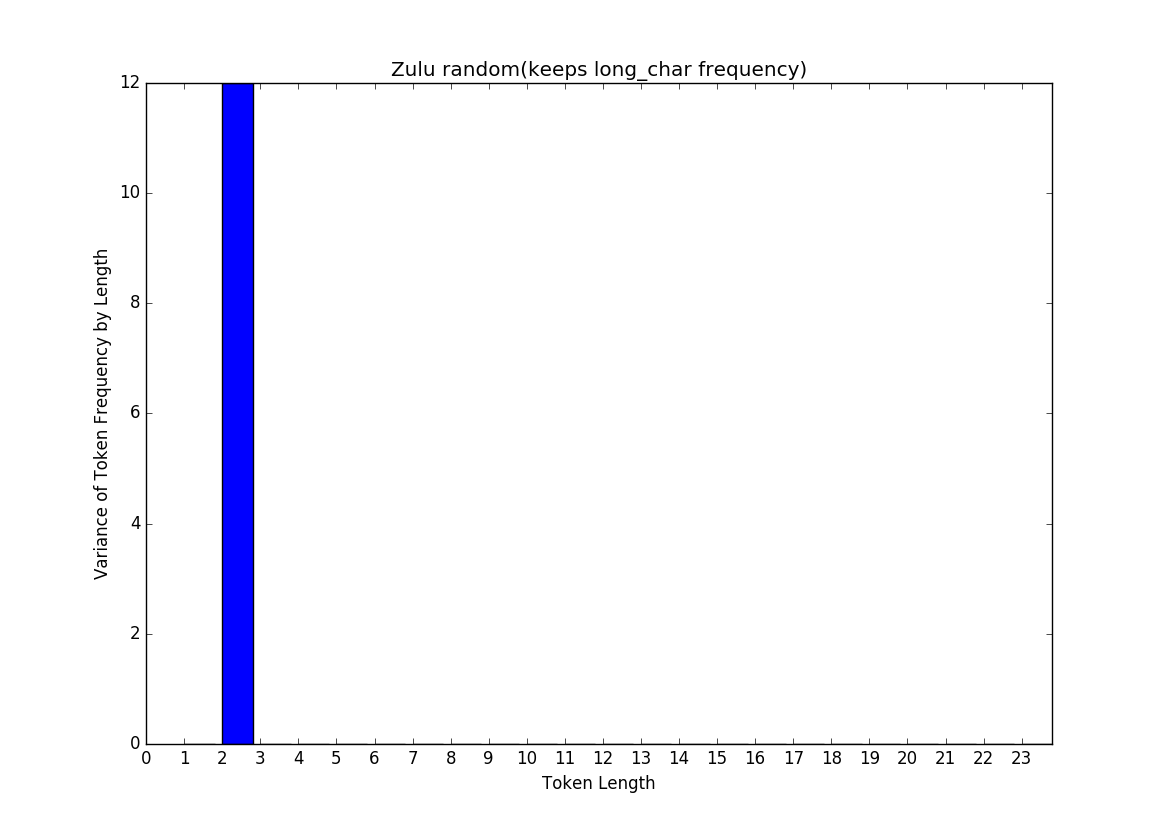 Zulu random(keeps long_char frequency)
12
10
8
6
4
2
0
Variance of Token Frequency by Length
0 1 2 3 4 5 6 7 8 9 10 11 12 13 14 15 16 17 18 19 20 21 22 23
Token Length